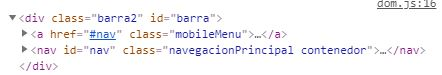 dom.js:16
▼<div class="barra2" id="barra">
▶<a href="#nav" class="mobileMenu">…</a>
▶<nav id="nav" class="navegacionPrincipal contenedor">…</nav>
</div>